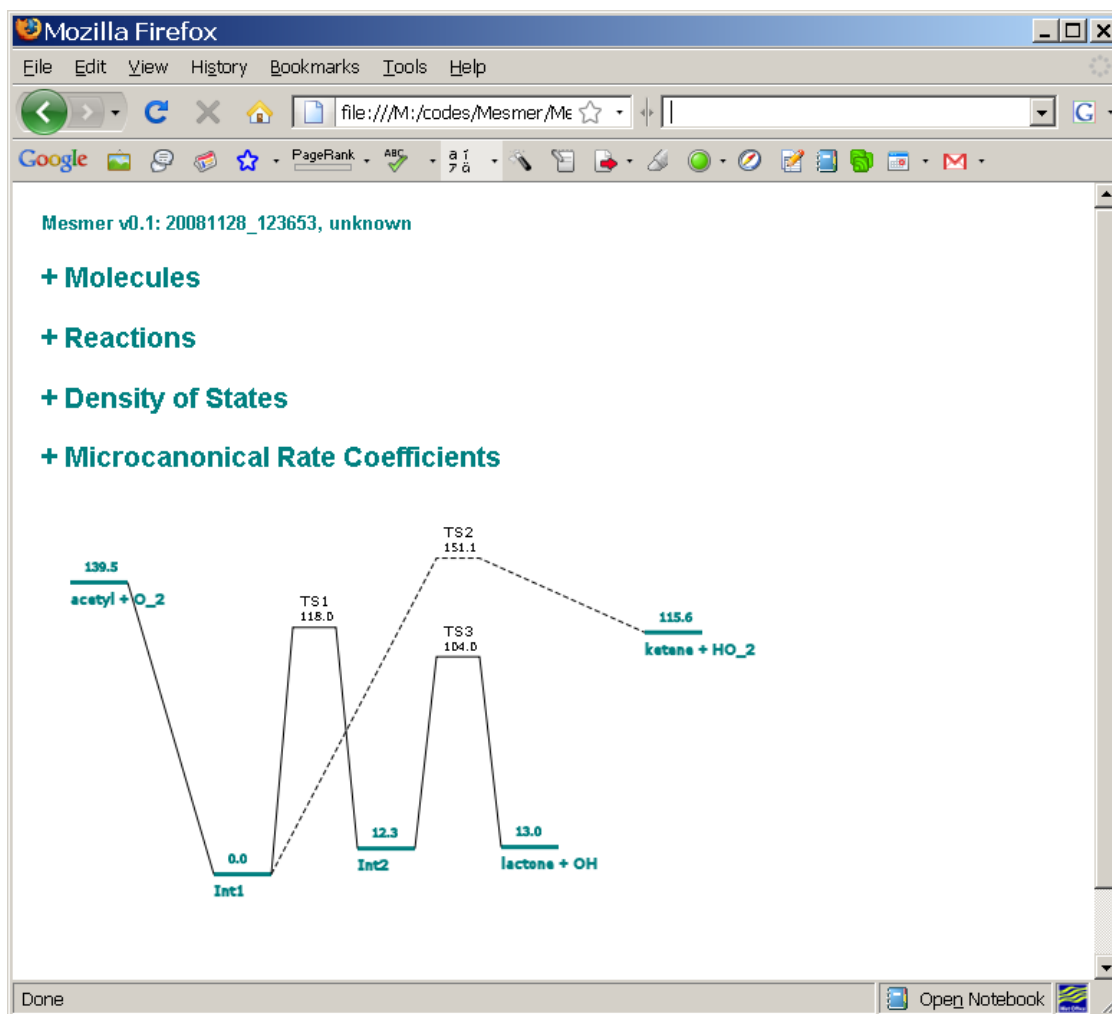 Mozilla Firefox
File Edit View History Bookmarks Tools Help
file:///M:/codes/Mesmer/Me
G
Google PageRank ABC
Mesmer v0.1: 20081128_123653, unknown
+ Molecules
+ Reactions
+ Density of States
+ Microcanonical Rate Coefficients
TS2
151.1
139.5
acetyl + O_2
TS1
118.0
115.6
ketene + HO_2
TS3
104.0
12.3
Int2
13.0
lactone + OH
0.0
Int1
Done Open Notebook